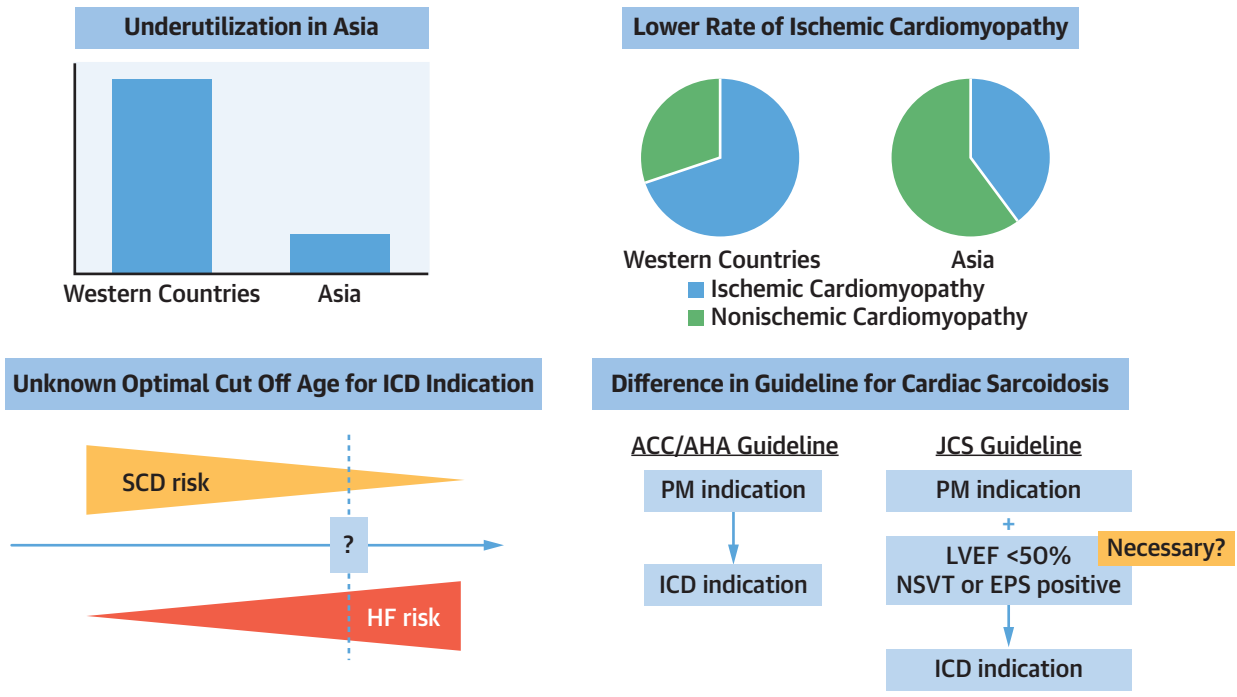 Underutilization in Asia
Western Countries
Asia
Lower Rate of Ischemic Cardiomyopathy
Western Countries
Asia
Ischemic Cardiomyopathy
Nonischemic Cardiomyopathy
Unknown Optimal Cut Off Age for ICD Indication
SCD risk
?
HF risk
Difference in Guideline for Cardiac Sarcoidosis
ACC/AHA Guideline
PM indication
ICD indication
JCS Guideline
PM indication
+
LVEF <50%
NSVT or EPS positive
Necessary?
ICD indication